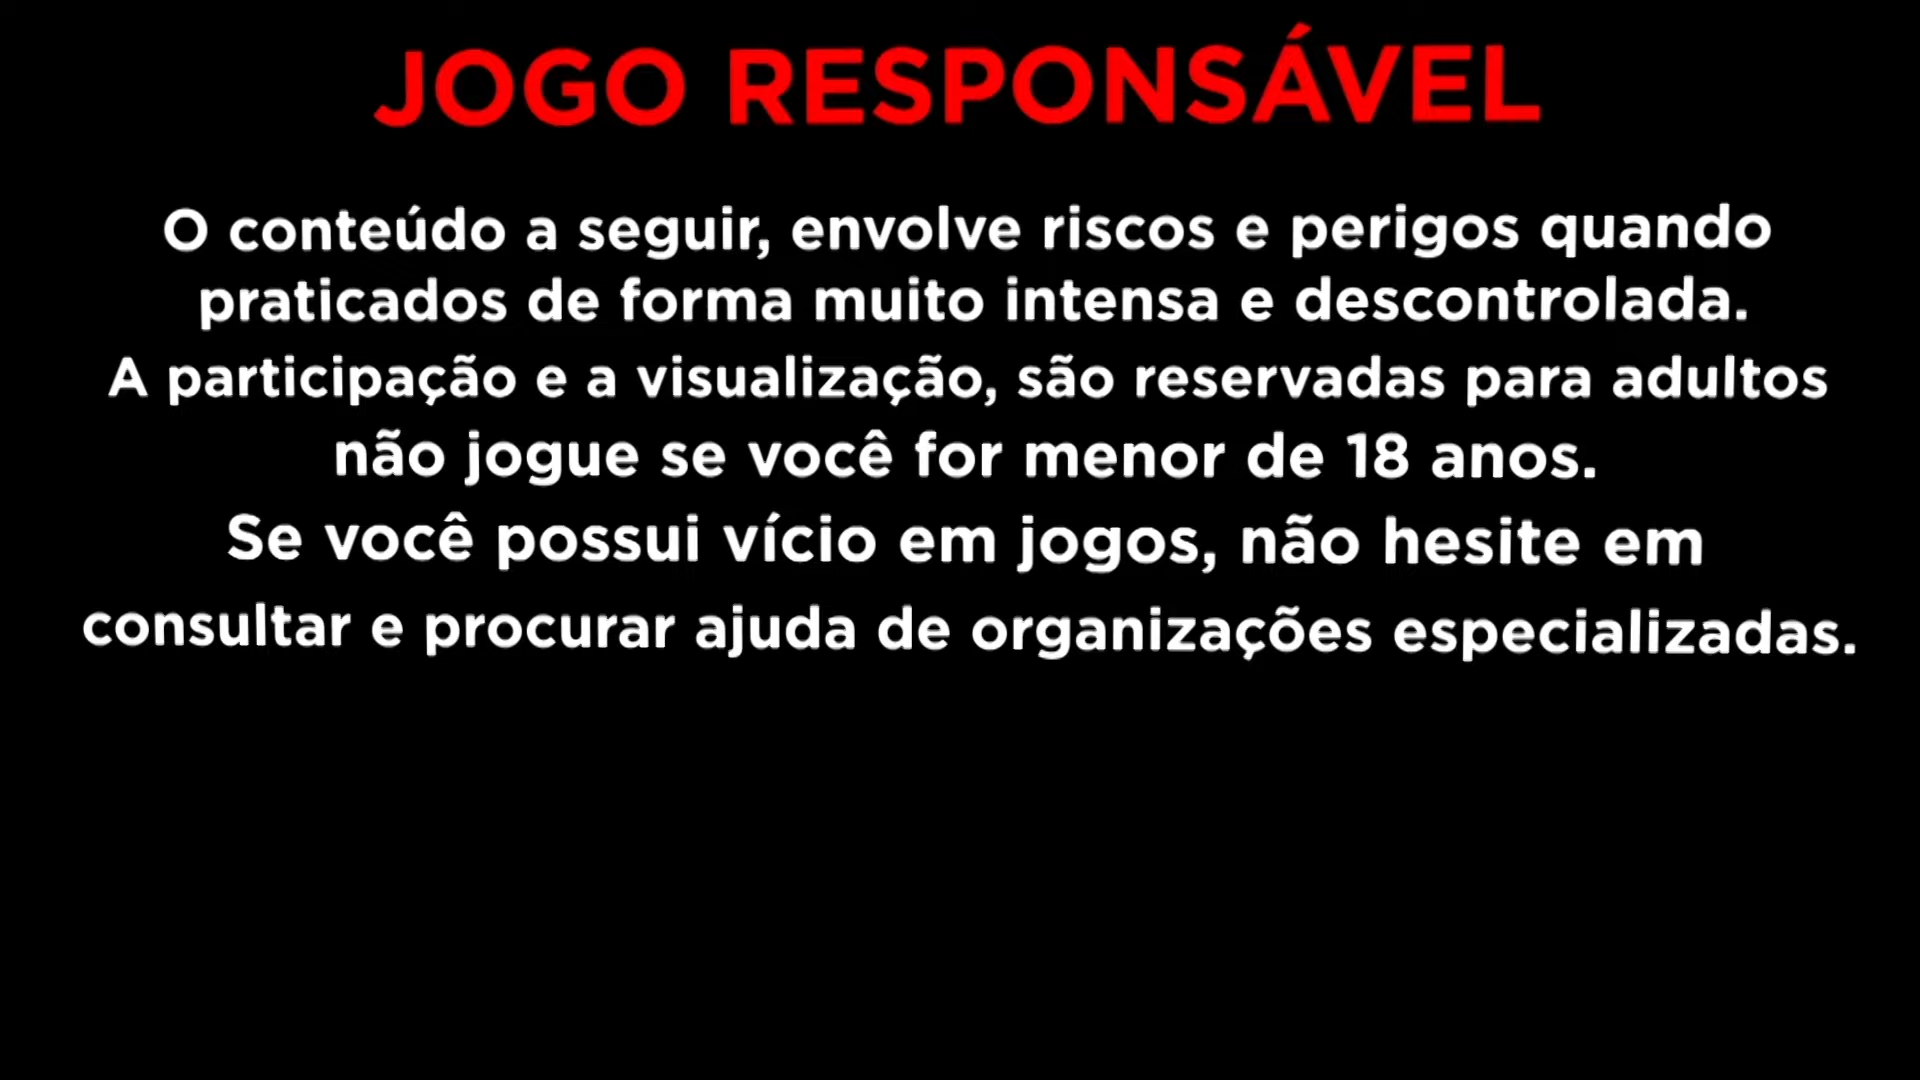 JOGO RESPONSÁVEL
O conteúdo a seguir, envolve riscos e perigos quando
praticados de forma muito intensa e descontrolada.
A participação e a visualização, são reservadas para adultos
não jogue se você for menor de 18 anos.
Se você possui vício em jogos, não hesite em
consultar e procurar ajuda de organizações especializadas.